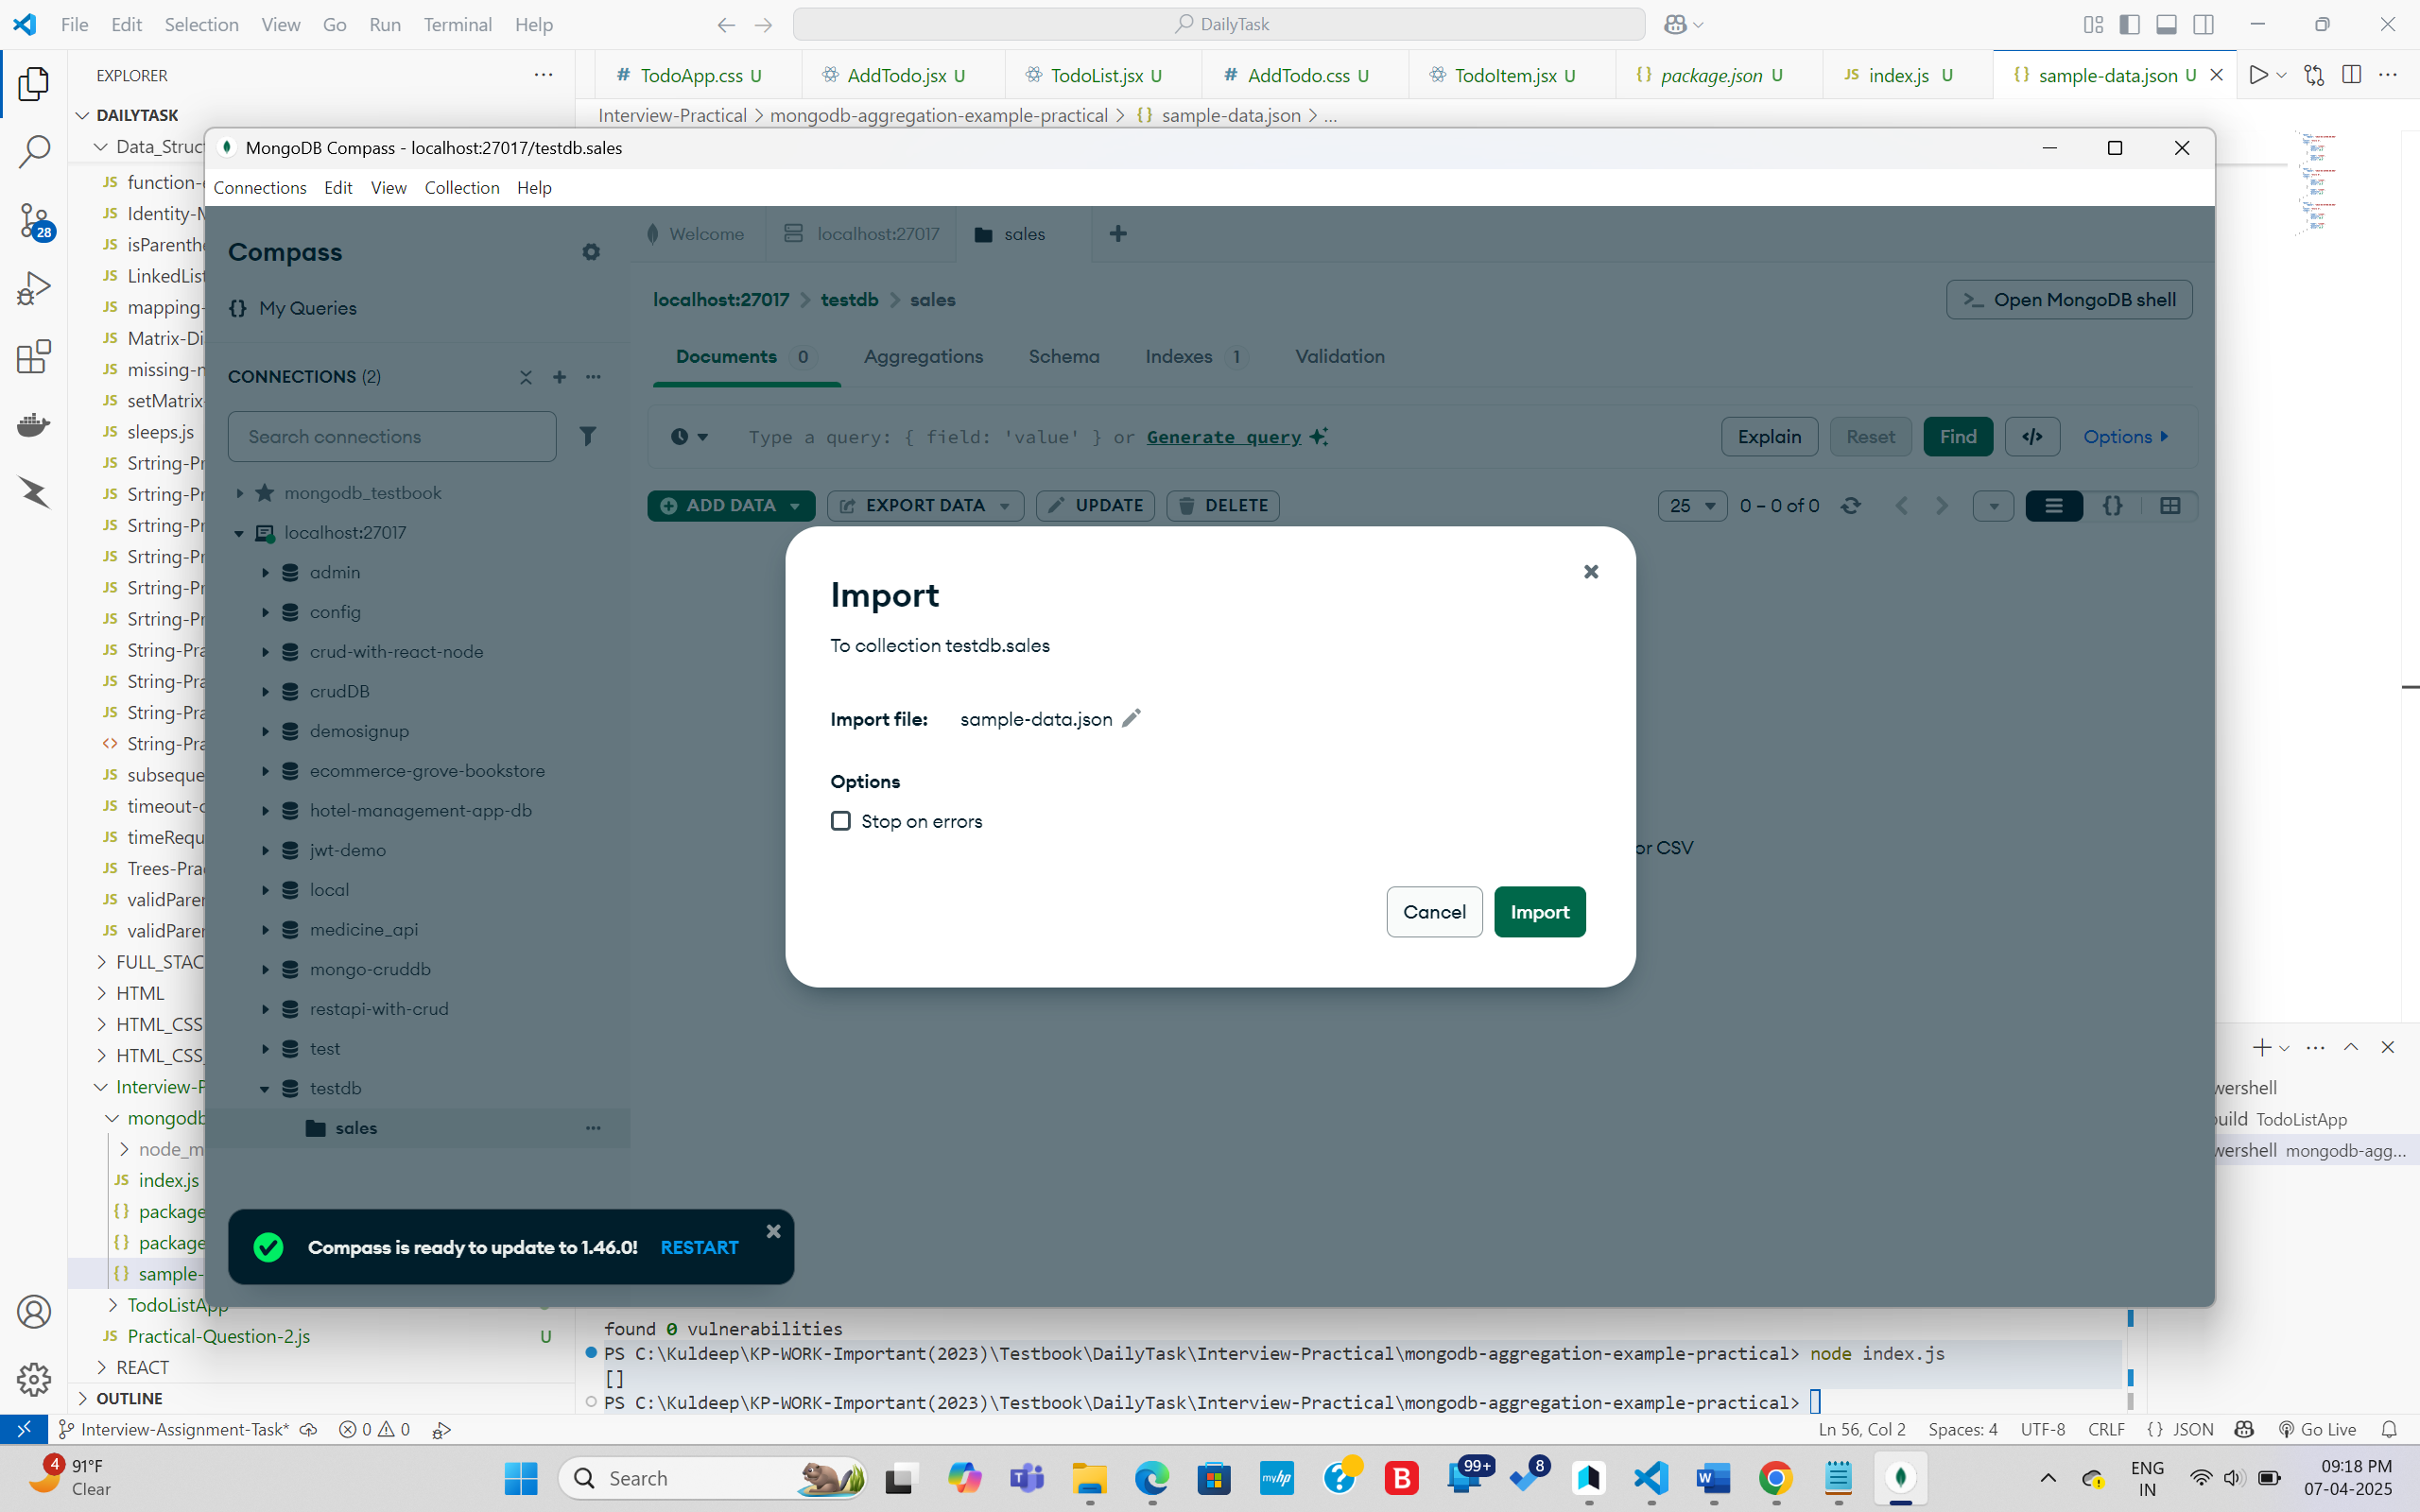 File Edit Selection View Go Run Terminal Help
DailyTask
EXPLORER
TodoApp.css U
AddTodo.jsx U
TodoList.jsx U
AddTodo.css U
TodoItem.jsx U
package.json U
index.js U
sample-data.json U
DAILYTASK
Interview-Practical > mongodb-aggregation-example-practical > {} sample-data.json > ...
Data_Struc
function-
Identity-M
isParenthe
LinkedList
mapping-
Matrix-Di
missing-n
setMatrix
sleeps.js
Srtring-Pr
Srtring-Pr
Srtring-Pr
Srtring-Pr
Srtring-Pr
Srtring-Pr
String-Pra
String-Pra
String-Pra
String-Pra
subseque
timeout-c
timeRequ
Trees-Pra
validParer
validParer
FULL_STAC
HTML
HTML_CSS
HTML_CSS_
Interview-P
mongodb
node_m
index.js
package
package
sample-
TodoListApp
Practical-Question-2.js U
REACT
OUTLINE
28
MongoDB Compass - localhost:27017/testdb.sales
Connections Edit View Collection Help
Compass
My Queries
CONNECTIONS (2)
Search connections
mongodb_testbook
localhost:27017
admin
config
crud-with-react-node
crudDB
demosignup
ecommerce-grove-bookstore
hotel-management-app-db
jwt-demo
local
medicine_api
mongo-cruddb
restapi-with-crud
test
testdb
sales
Welcome
localhost:27017
sales
localhost:27017 > testdb > sales
Open MongoDB shell
Documents 0 Aggregations Schema Indexes 1 Validation
Type a query: { field: 'value' } or Generate query
Explain Reset Find </> Options
ADD DATA EXPORT DATA UPDATE DELETE
25 0 – 0 of 0
Import
To collection testdb.sales
Import file: sample-data.json
Options
Stop on errors
or CSV
Cancel Import
Compass is ready to update to 1.46.0! RESTART
wershell
build TodoListApp
wershell mongodb-agg...
found 0 vulnerabilities
PS C:\Kuldeep\KP-WORK-Important(2023)\Testbook\DailyTask\Interview-Practical\mongodb-aggregation-example-practical> node index.js
[]
PS C:\Kuldeep\KP-WORK-Important(2023)\Testbook\DailyTask\Interview-Practical\mongodb-aggregation-example-practical>
Interview-Assignment-Task* 0 0
Ln 56, Col 2 Spaces: 4 UTF-8 CRLF {} JSON Go Live
4
91°F
Clear
Search
myhp
B
99+
8
ENG
IN
09:18 PM
07-04-2025